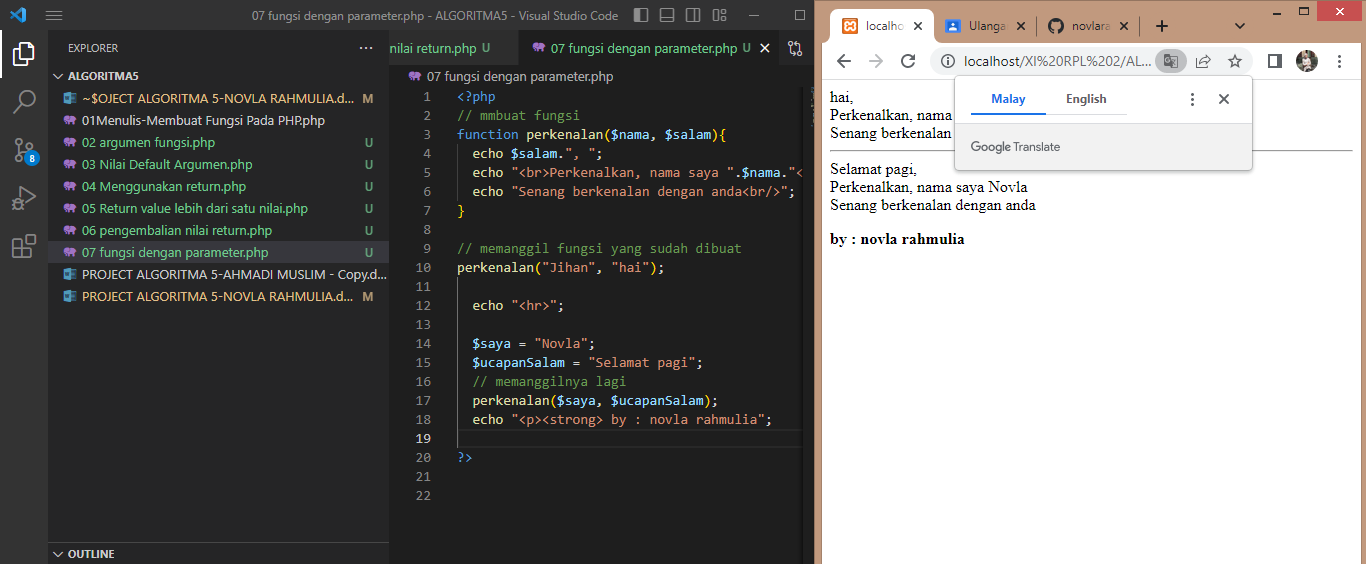 07 fungsi dengan parameter.php - ALGORITMA5 - Visual Studio Code
EXPLORER
ALGORITMA5
~$OJECT ALGORITMA 5-NOVLA RAHMULIA.d... M
01Menulis-Membuat Fungsi Pada PHP.php
02 argumen fungsi.php U
03 Nilai Default Argumen.php U
04 Menggunakan return.php U
05 Return value lebih dari satu nilai.php U
06 pengembalian nilai return.php U
07 fungsi dengan parameter.php U
PROJECT ALGORITMA 5-AHMADI MUSLIM - Copy.d...
PROJECT ALGORITMA 5-NOVLA RAHMULIA.d... M
8
OUTLINE
nilai return.php U
07 fungsi dengan parameter.php U
07 fungsi dengan parameter.php
1 <?php
2 // mmbuat fungsi
3 function perkenalan($nama, $salam){
4 echo $salam.", ";
5 echo "<br>Perkenalkan, nama saya ".$nama."<
6 echo "Senang berkenalan dengan anda<br/>";
7 }
8
9 // memanggil fungsi yang sudah dibuat
10 perkenalan("Jihan", "hai");
11
12 echo "<hr>";
13
14 $saya = "Novla";
15 $ucapanSalam = "Selamat pagi";
16 // memanggilnya lagi
17 perkenalan($saya, $ucapanSalam);
18 echo "<p><strong> by : novla rahmulia";
19
20 ?>
21
22
localho
Ulanga
novlara
localhost/XI%20RPL%202/AL...
Malay English
Google Translate
hai,
Perkenalkan, nama
Senang berkenalan
Selamat pagi,
Perkenalkan, nama saya Novla
Senang berkenalan dengan anda
by : novla rahmulia